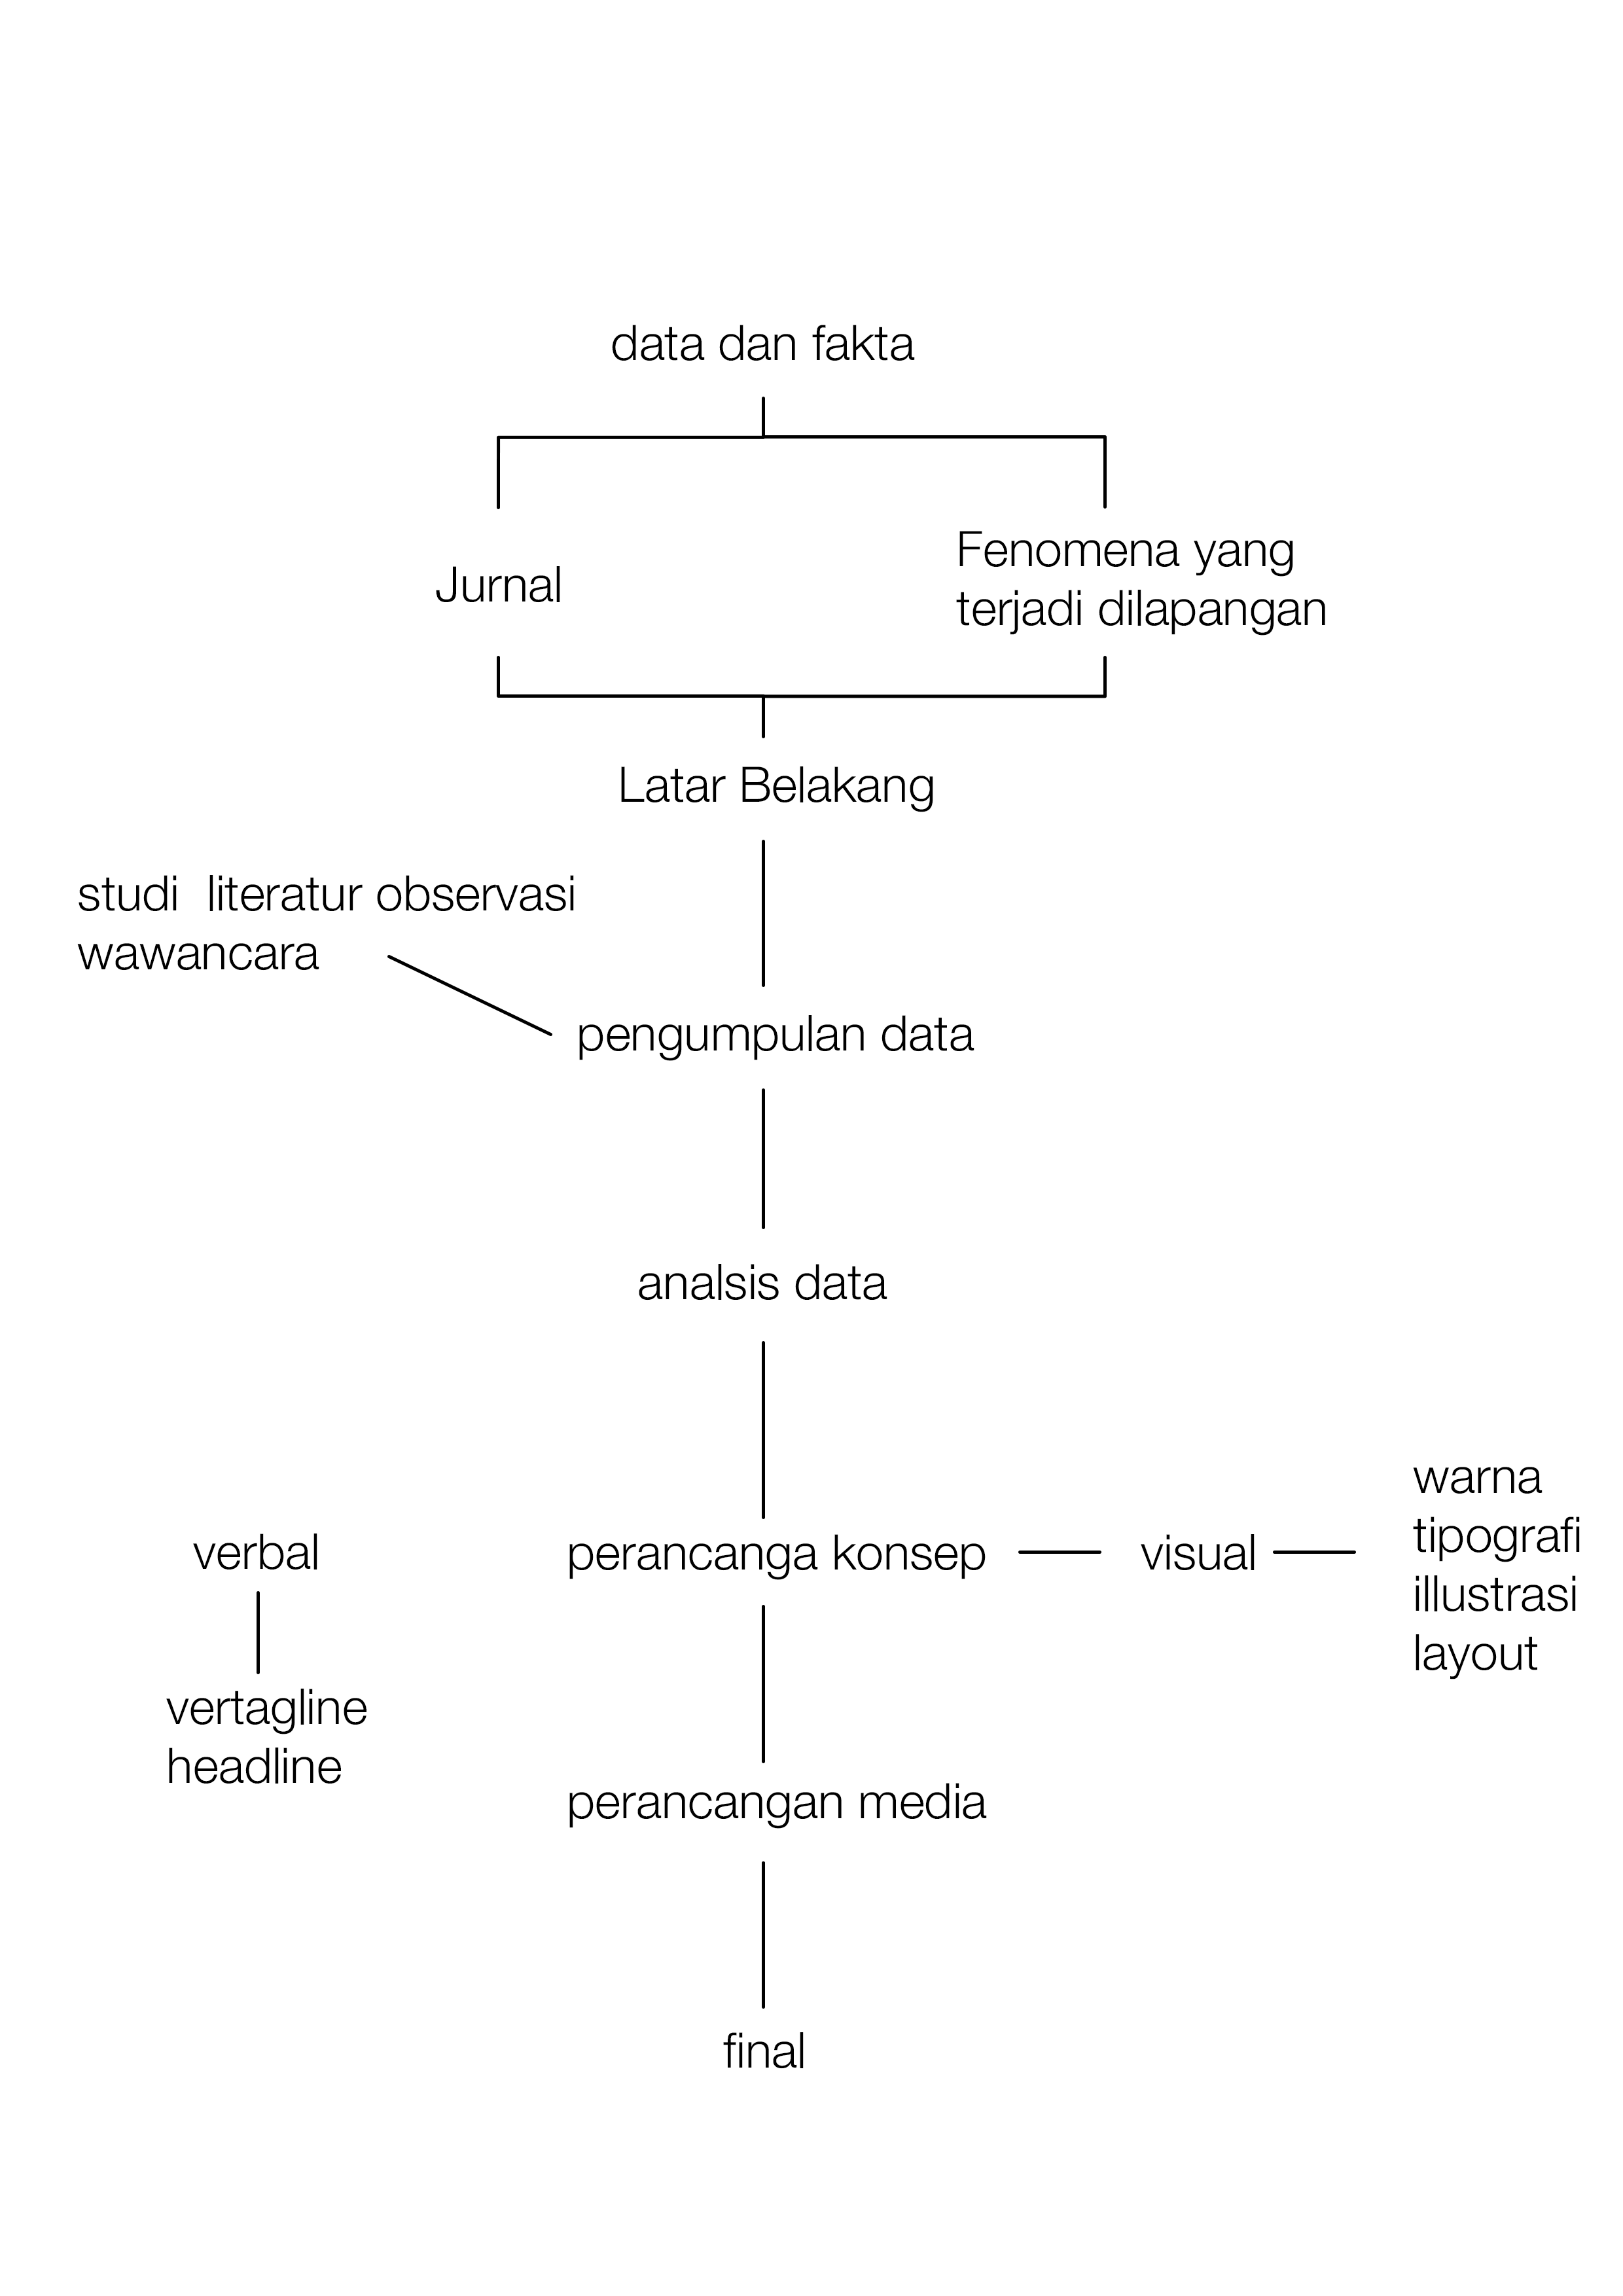 data dan fakta
Jurnal
Fenomena yang
terjadi dilapangan
Latar Belakang
studi  literatur observasi
wawancara
pengumpulan data
analsis data
verbal
vertagline
headline
perancanga konsep
visual
warna
tipografi
illustrasi
layout
perancangan media
final